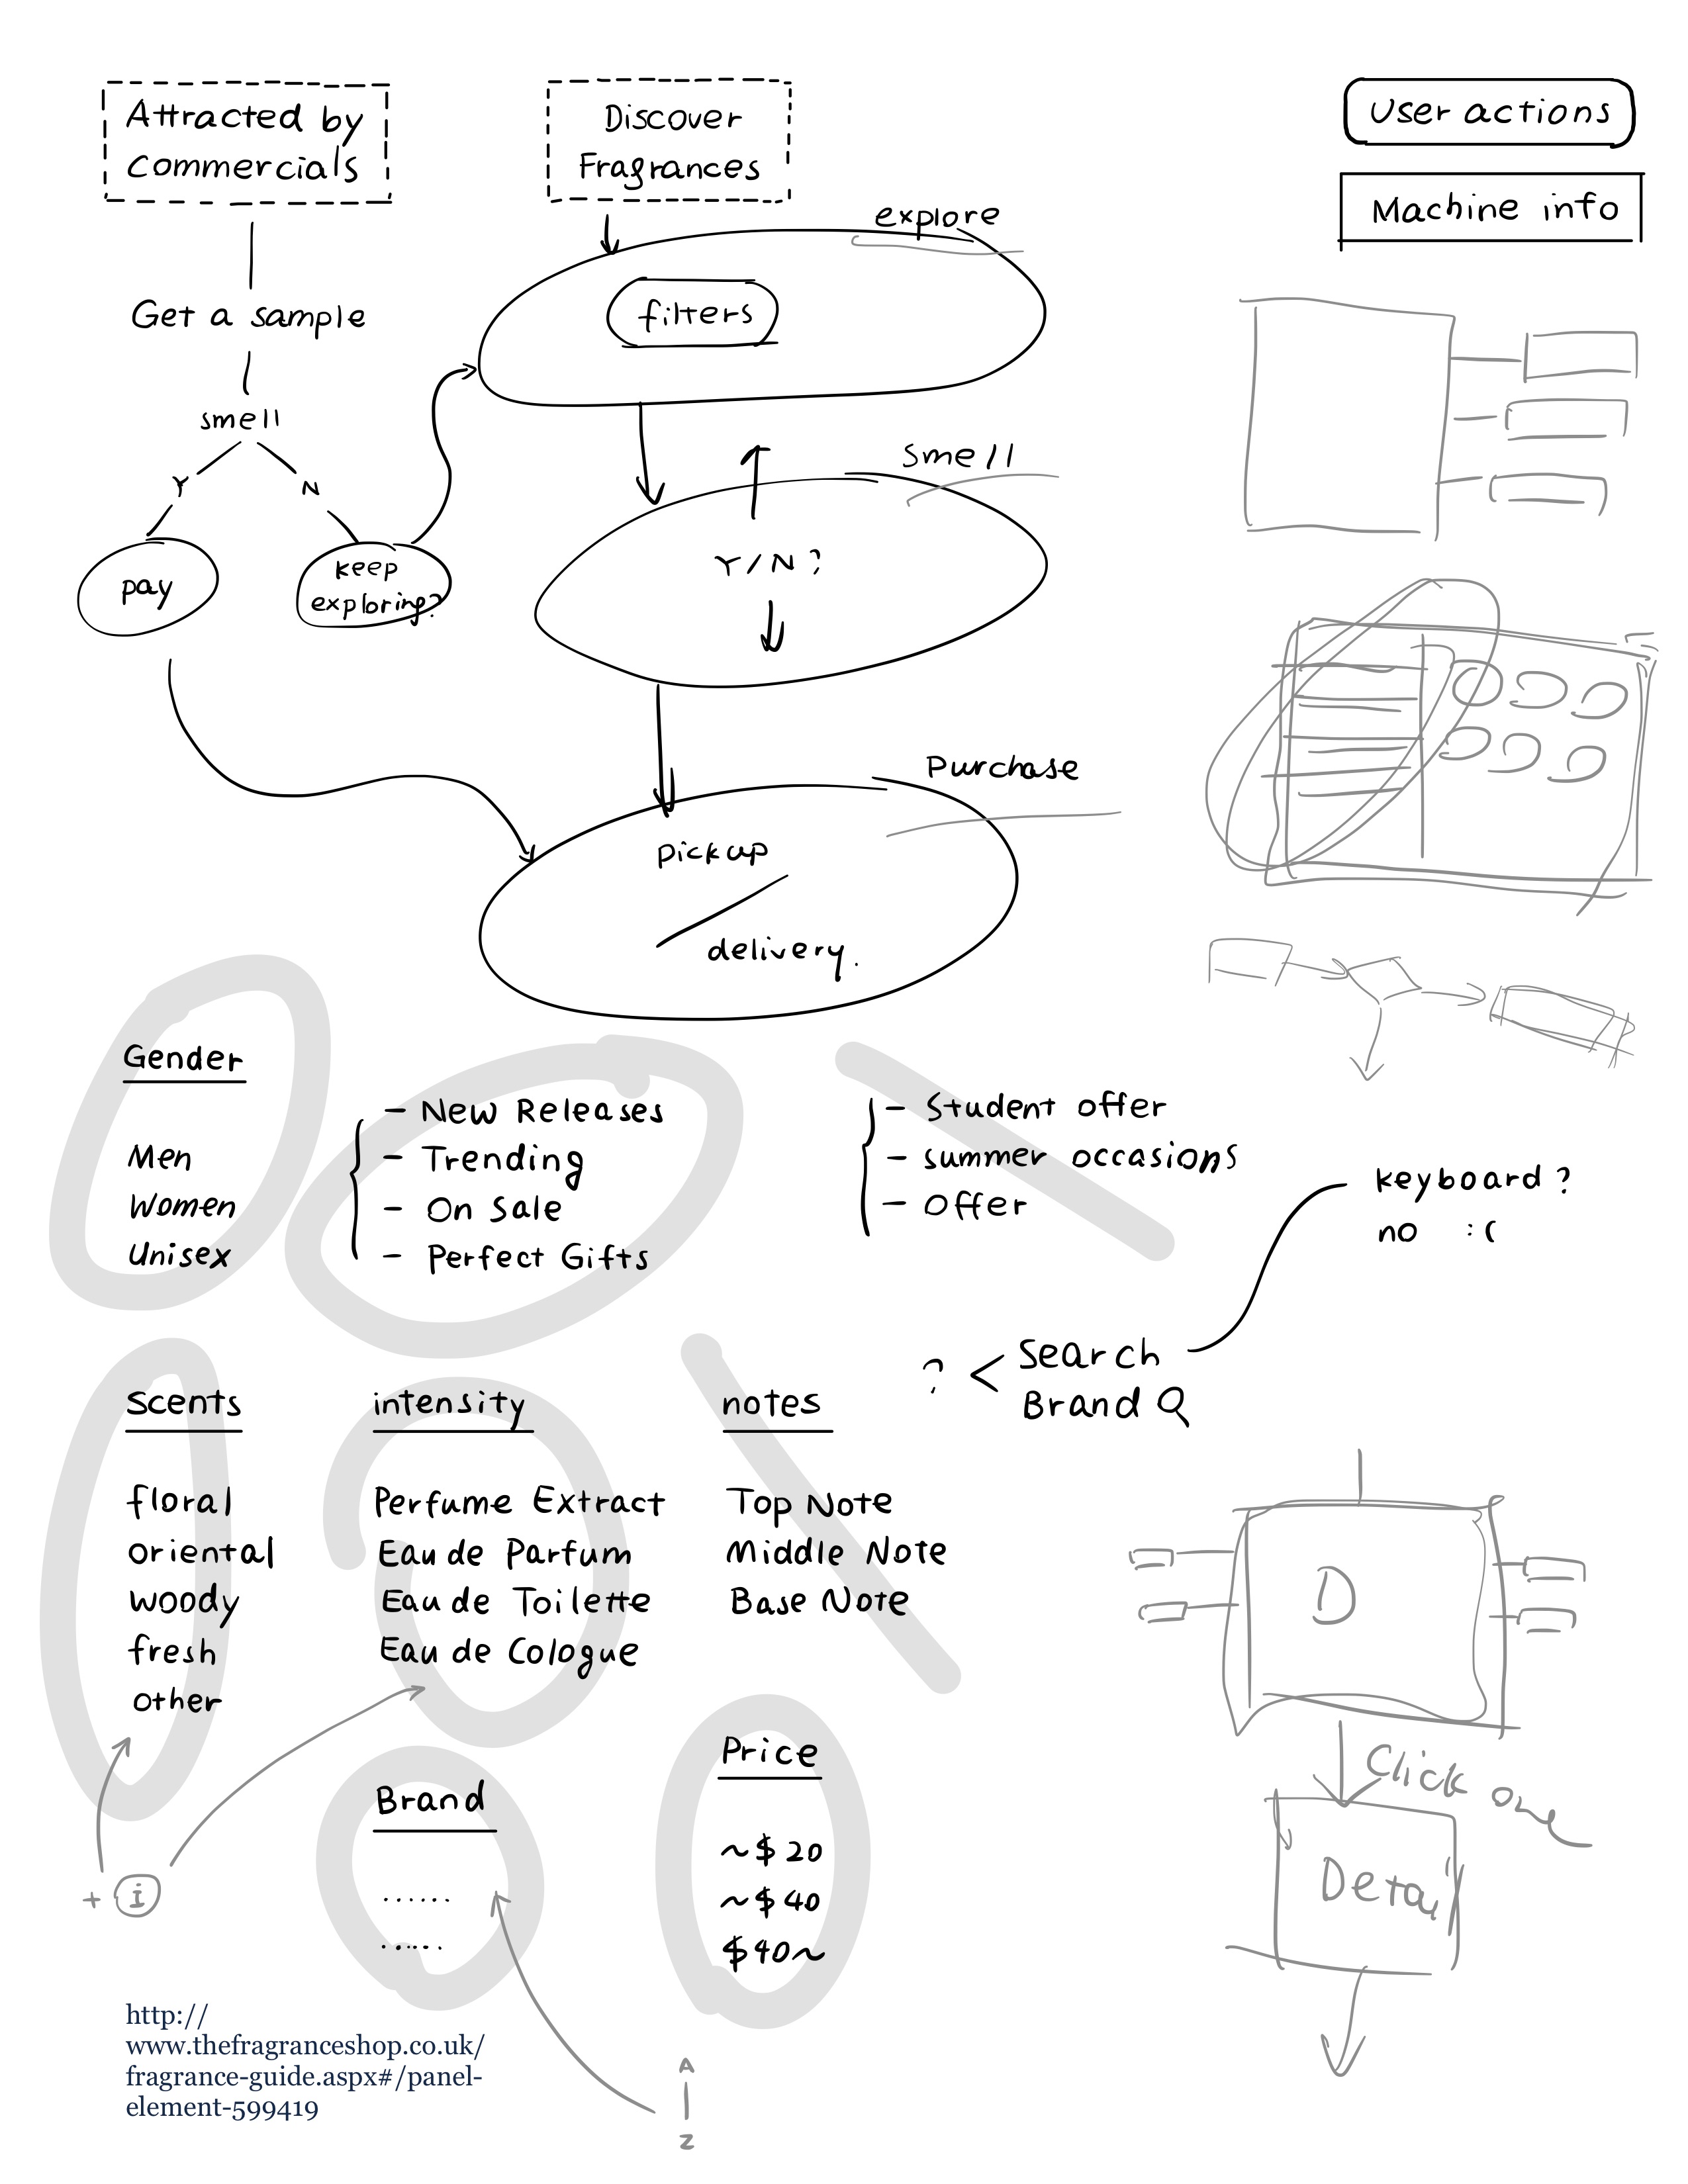 Attracted by
Commercials
Discover
Fragrances
User actions
Machine info
explore
filters
Get a sample
smell
Y
N
pay
keep
exploring?
Smell
Y/N?
Purchase
pickup
delivery.
Gender
Men
Women
Unisex
- New Releases
- Trending
- On Sale
- Perfect Gifts
- Student offer
- summer occasions
- Offer
keyboard?
no :(
? < Search
Brand Q
Scents
floral
oriental
woody
fresh
other
intensity
Perfume Extract
Eau de Parfum
Eau de Toilette
Eau de Cologue
notes
Top Note
Middle Note
Base Note
D
Click one
Detail
Price
~$20
~$40
$40~
Brand
......
......
+ i
A
Z
http://
www.thefragranceshop.co.uk/
fragrance-guide.aspx#/panel-
element-599419